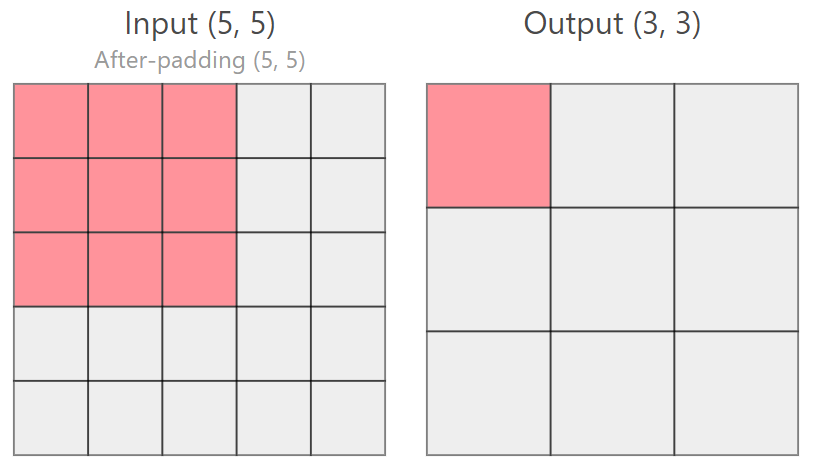 Input (5, 5)
After-padding (5, 5)
Output (3, 3)